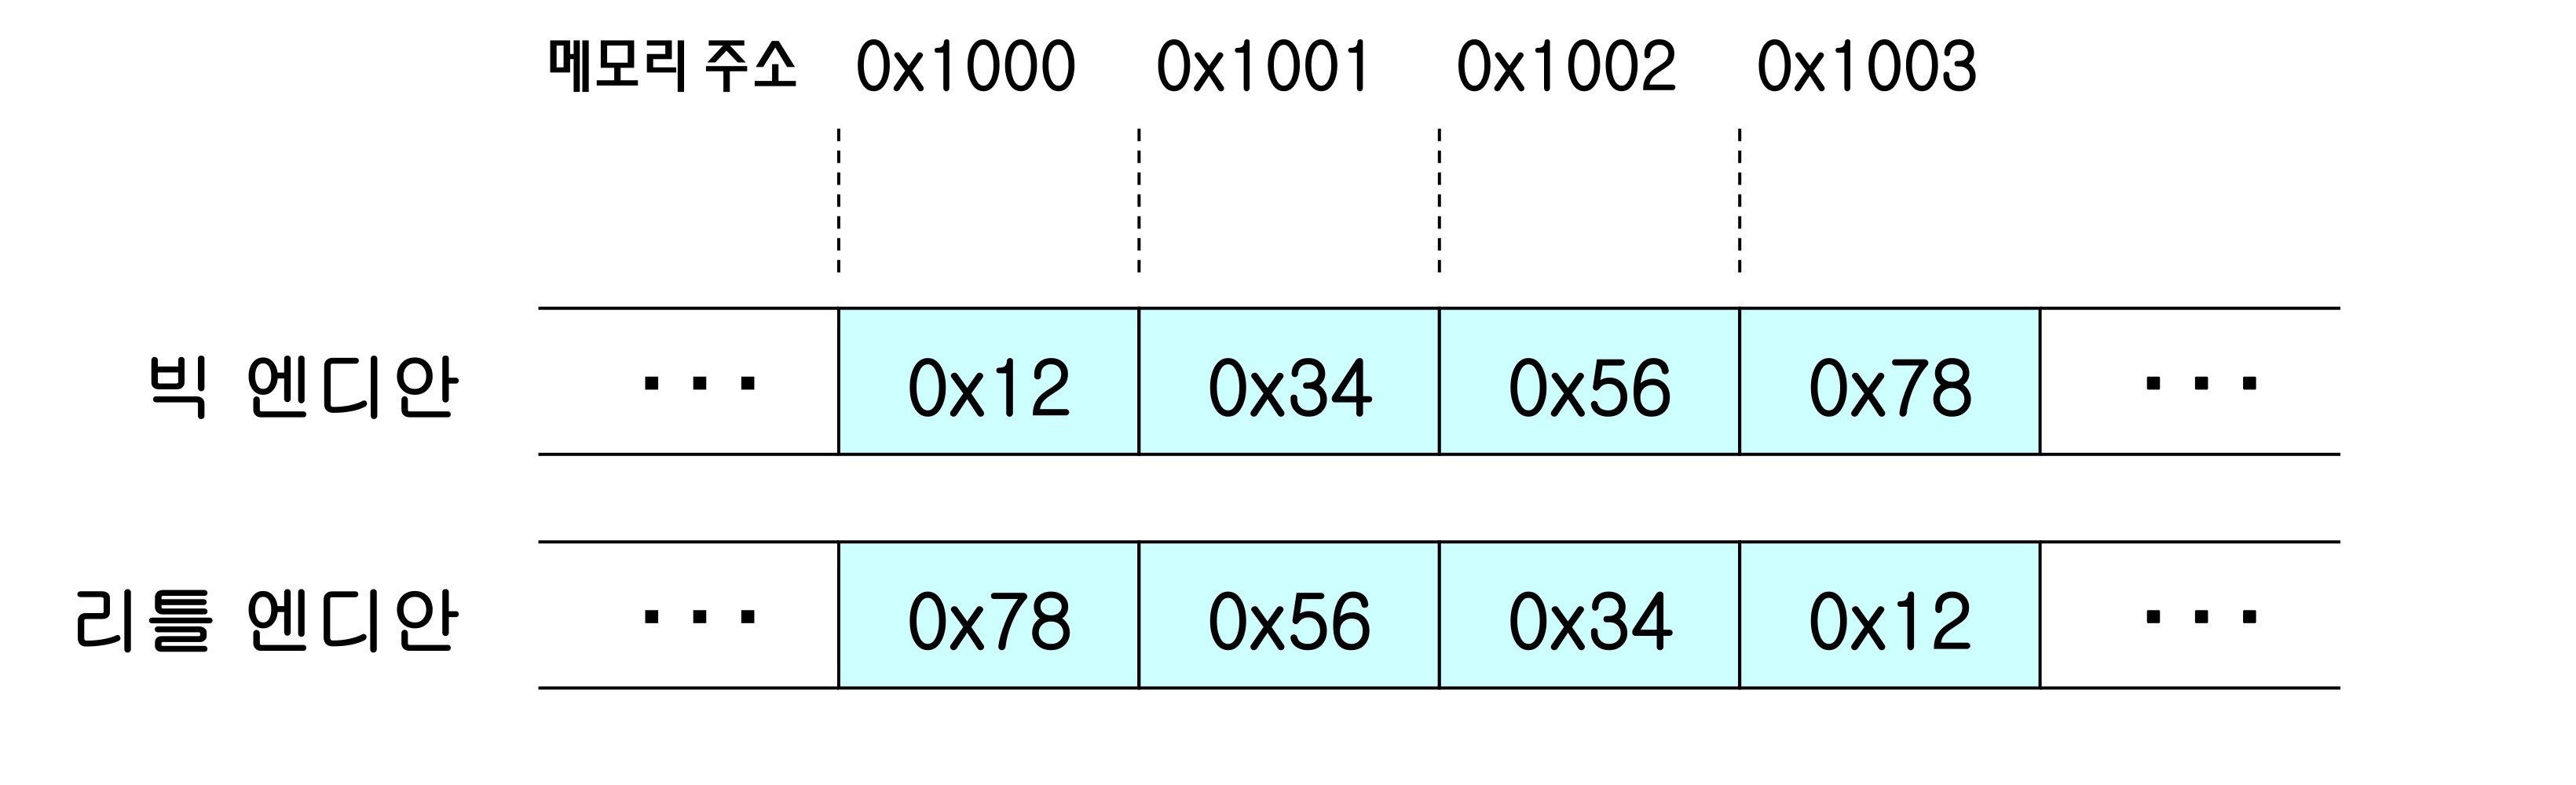 메모리 주소 0x1000 0x1001 0x1002 0x1003
빅 엔디안 ... 0x12 0x34 0x56 0x78 ...
리틀 엔디안 ... 0x78 0x56 0x34 0x12 ...